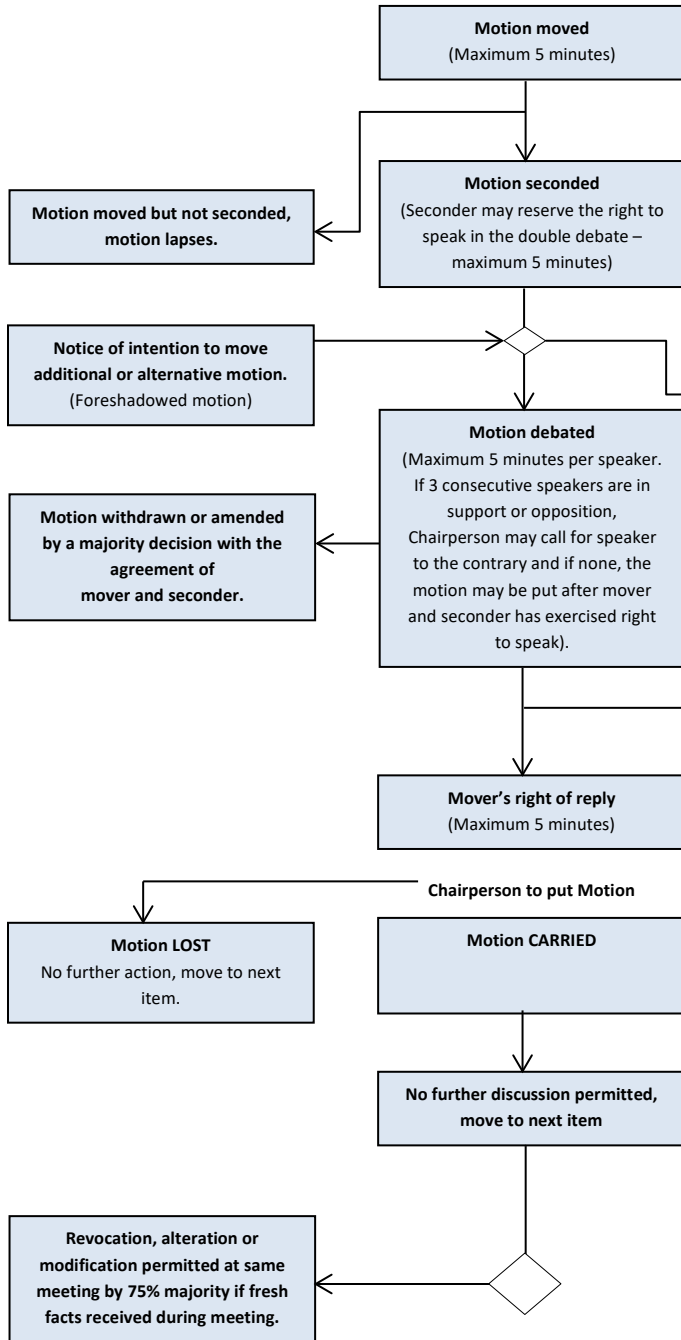 Motion moved
(Maximum 5 minutes)
Motion seconded
(Seconder may reserve the right to
speak in the double debate –
maximum 5 minutes)
Motion moved but not seconded,
motion lapses.
Notice of intention to move
additional or alternative motion.
(Foreshadowed motion)
Motion debated
(Maximum 5 minutes per speaker.
If 3 consecutive speakers are in
support or opposition,
Chairperson may call for speaker
to the contrary and if none, the
motion may be put after mover
and seconder has exercised right
to speak).
Motion withdrawn or amended
by a majority decision with the
agreement of
mover and seconder.
Mover’s right of reply
(Maximum 5 minutes)
Chairperson to put Motion
Motion LOST
No further action, move to next
item.
Motion CARRIED
No further discussion permitted,
move to next item
Revocation, alteration or
modification permitted at same
meeting by 75% majority if fresh
facts received during meeting.